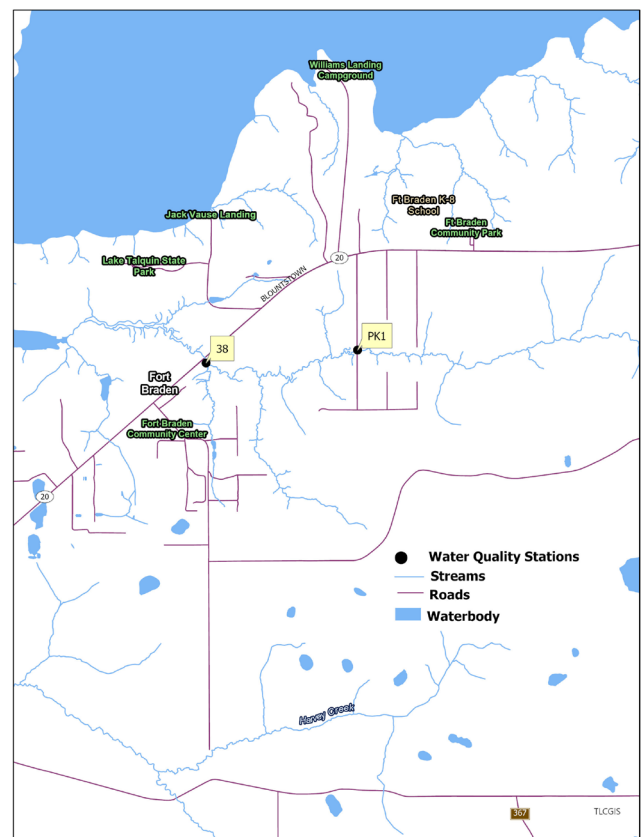 Williams Landing
Campground
Ft Braden K-8
School
Jack Vause Landing
Ft Braden
Community Park
Lake Talquin State
Park
20
BLOUNTSTOWN
38
PK1
Fort
Braden
Fort Braden
Community Center
20
Water Quality Stations
Streams
Roads
Waterbody
Harvey Creek
367
TLCGIS